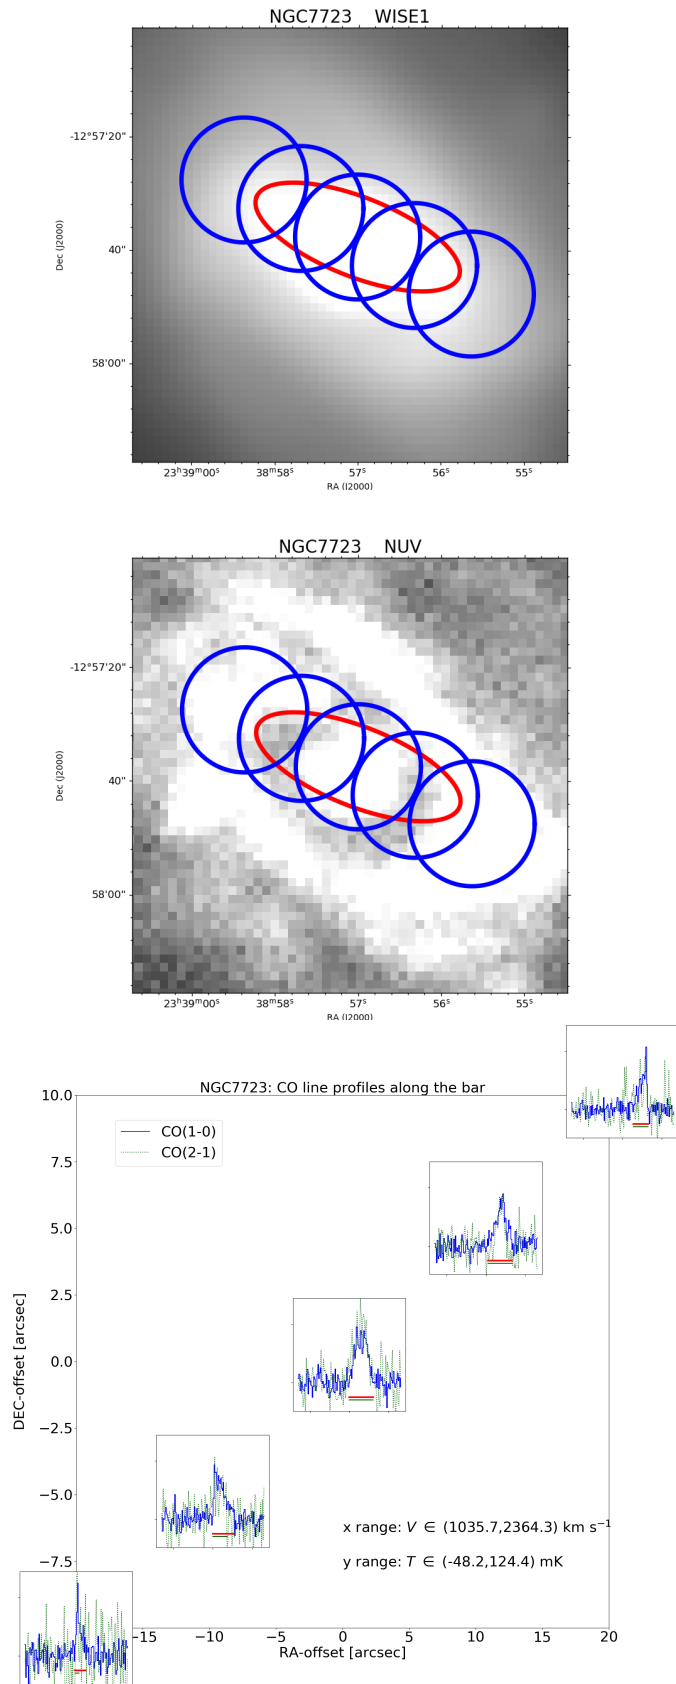 NGC7723    WISE1
-12°57'20"
40"
58'00"
Dec (J2000)
23ʰ39ᵐ00ˢ 38ᵐ58ˢ 57ˢ 56ˢ 55ˢ
RA (J2000)
NGC7723    NUV
-12°57'20"
40"
58'00"
Dec (J2000)
23ʰ39ᵐ00ˢ 38ᵐ58ˢ 57ˢ 56ˢ 55ˢ
RA (J2000)
NGC7723: CO line profiles along the bar
10.0
CO(1-0)
CO(2-1)
7.5
5.0
2.5
0.0
−2.5
−5.0
−7.5
DEC-offset [arcsec]
x range: V ∈ (1035.7,2364.3) km s⁻¹
y range: T ∈ (-48.2,124.4) mK
−15 −10 −5 0 5 10 15 20
RA-offset [arcsec]